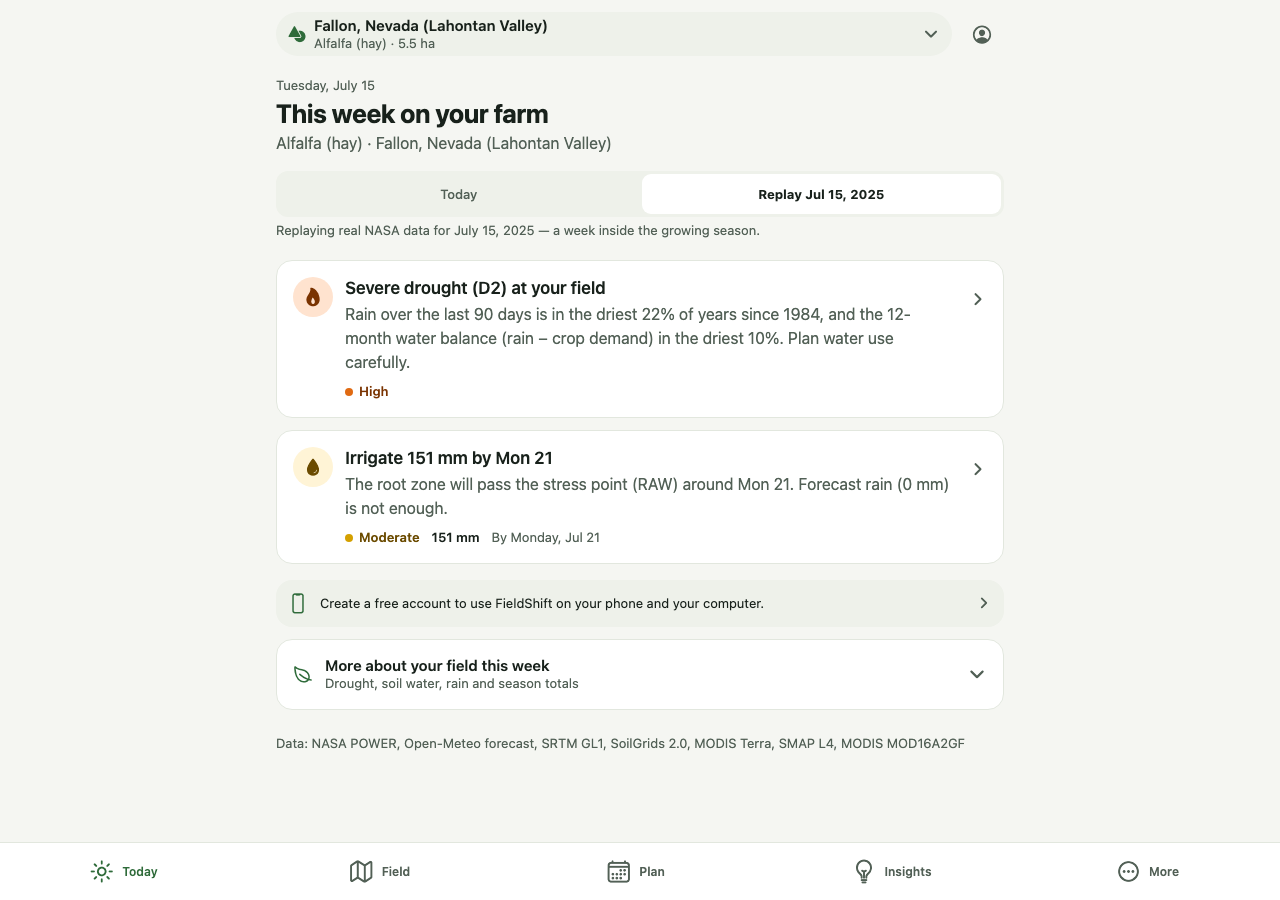 Fallon, Nevada (Lahontan Valley)
Alfalfa (hay) · 5.5 ha
Tuesday, July 15
This week on your farm
Alfalfa (hay) · Fallon, Nevada (Lahontan Valley)
Today
Replay Jul 15, 2025
Replaying real NASA data for July 15, 2025 — a week inside the growing season.
Severe drought (D2) at your field
Rain over the last 90 days is in the driest 22% of years since 1984, and the 12-
month water balance (rain – crop demand) in the driest 10%. Plan water use
carefully.
High
Irrigate 151 mm by Mon 21
The root zone will pass the stress point (RAW) around Mon 21. Forecast rain (0 mm)
is not enough.
Moderate 151 mm By Monday, Jul 21
Create a free account to use FieldShift on your phone and your computer.
More about your field this week
Drought, soil water, rain and season totals
Data: NASA POWER, Open-Meteo forecast, SRTM GL1, SoilGrids 2.0, MODIS Terra, SMAP L4, MODIS MOD16A2GF
Today
Field
Plan
Insights
More